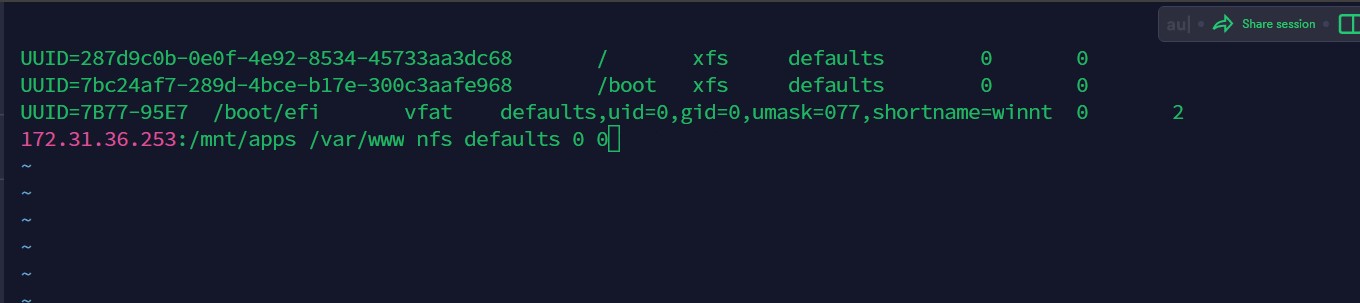 au|
Share session
UUID=287d9c0b-0e0f-4e92-8534-45733aa3dc68 / xfs defaults 0 0
UUID=7bc24af7-289d-4bce-b17e-300c3aafe968 /boot xfs defaults 0 0
UUID=7B77-95E7 /boot/efi vfat defaults,uid=0,gid=0,umask=077,shortname=winnt 0 2
172.31.36.253:/mnt/apps /var/www nfs defaults 0 0
~
~
~
~
~
~